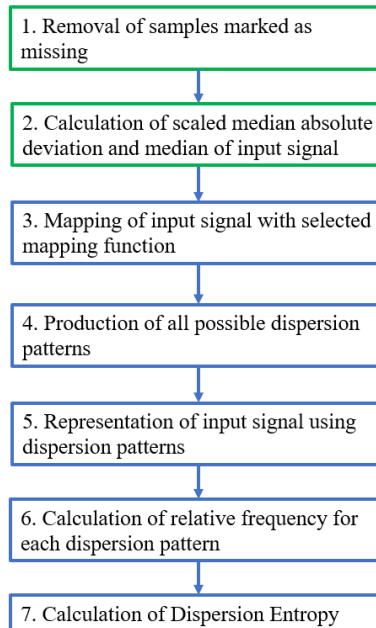 1. Removal of samples marked as
missing
2. Calculation of scaled median absolute
deviation and median of input signal
3. Mapping of input signal with selected
mapping function
4. Production of all possible dispersion
patterns
5. Representation of input signal using
dispersion patterns
6. Calculation of relative frequency for
each dispersion pattern
7. Calculation of Dispersion Entropy